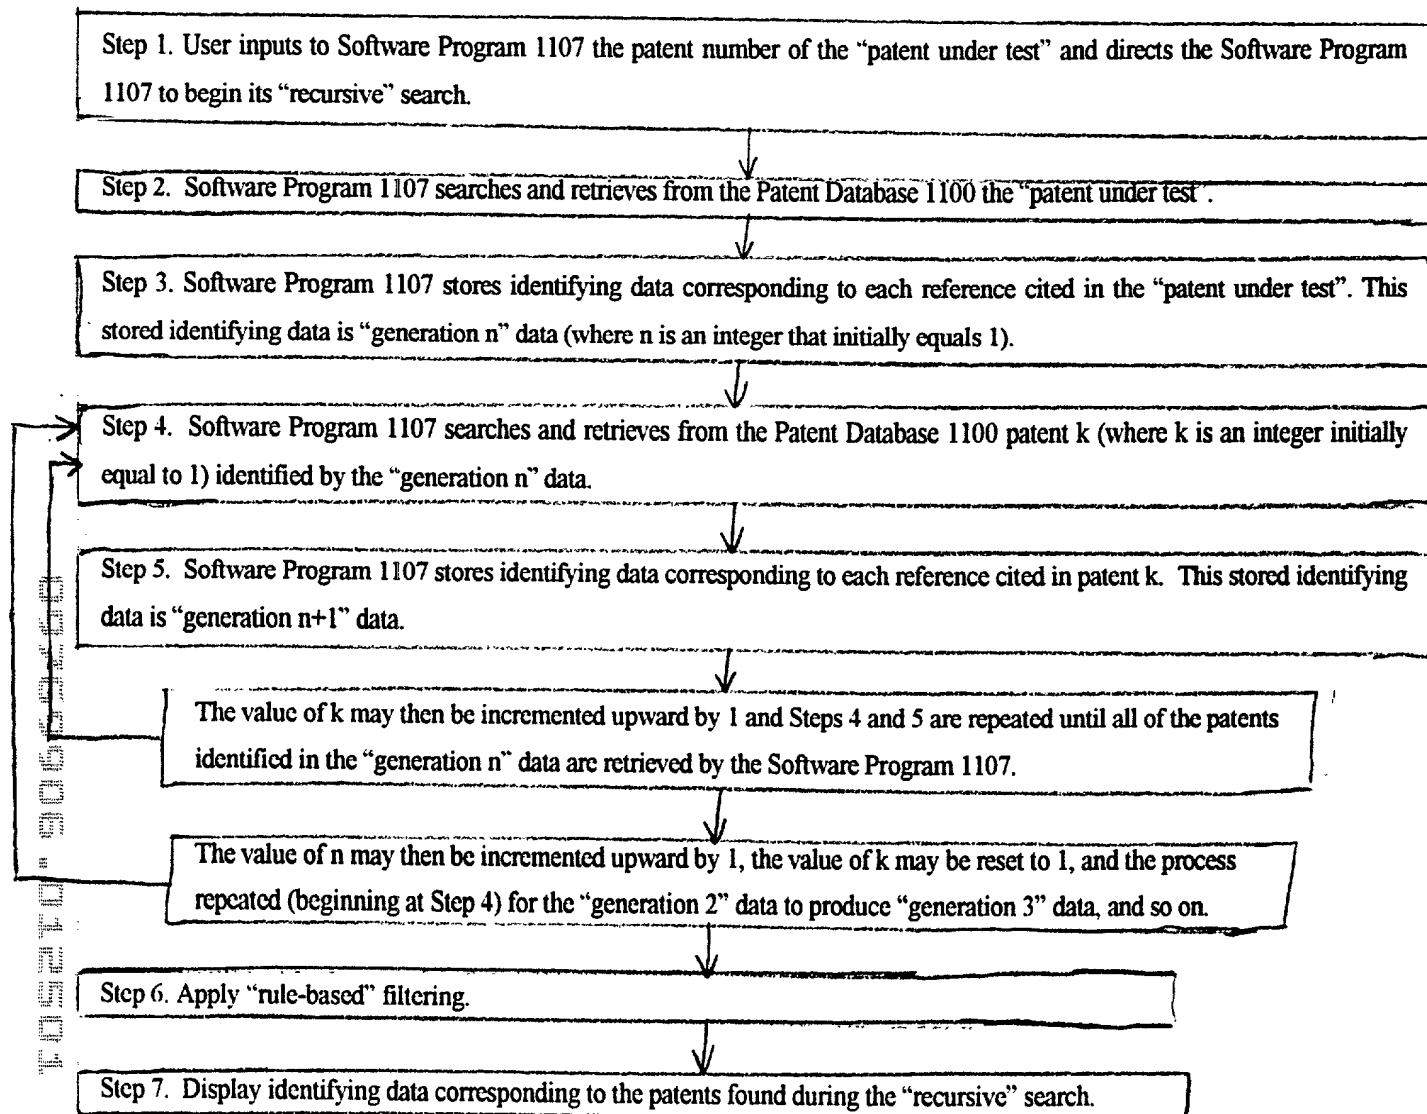 Step 1. User inputs to Software Program 1107 the patent number of the “patent under test” and directs the Software Program
1107 to begin its “recursive” search.
Step 2.  Software Program 1107 searches and retrieves from the Patent Database 1100 the “patent under test”.
Step 3. Software Program 1107 stores identifying data corresponding to each reference cited in the “patent under test”. This
stored identifying data is “generation n” data (where n is an integer that initially equals 1).
Step 4.  Software Program 1107 searches and retrieves from the Patent Database 1100 patent k (where k is an integer initially
equal to 1) identified by the “generation n” data.
Step 5.  Software Program 1107 stores identifying data corresponding to each reference cited in patent k.  This stored identifying
data is “generation n+1” data.
The value of k may then be incremented upward by 1 and Steps 4 and 5 are repeated until all of the patents
identified in the “generation n” data are retrieved by the Software Program 1107.
The value of n may then be incremented upward by 1, the value of k may be reset to 1, and the process
repeated (beginning at Step 4) for the “generation 2” data to produce “generation 3” data, and so on.
Step 6. Apply “rule-based” filtering.
Step 7.  Display identifying data corresponding to the patents found during the “recursive” search.